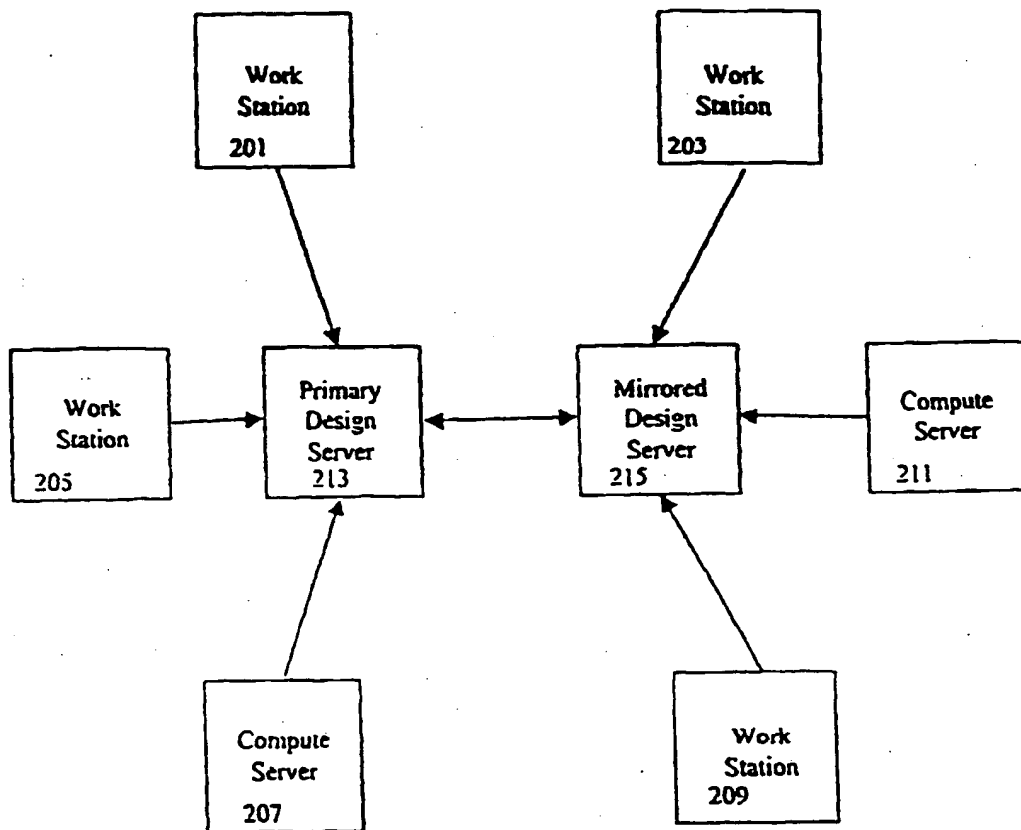 Work
Station
201
Work
Station
203
Work
Station
205
Primary
Design
Server
213
Mirrored
Design
Server
215
Compute
Server
211
Compute
Server
207
Work
Station
209